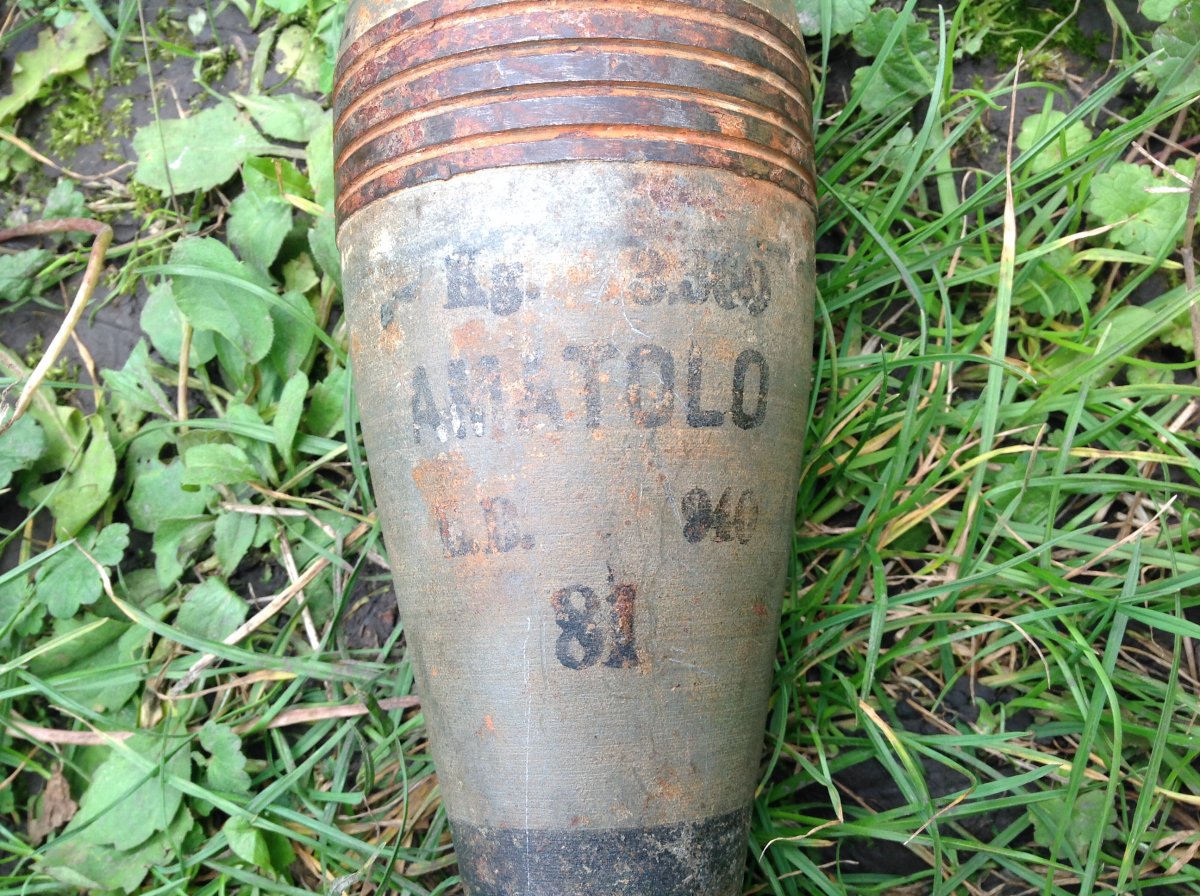 Kg. 3.300
AMATOLO
940
81